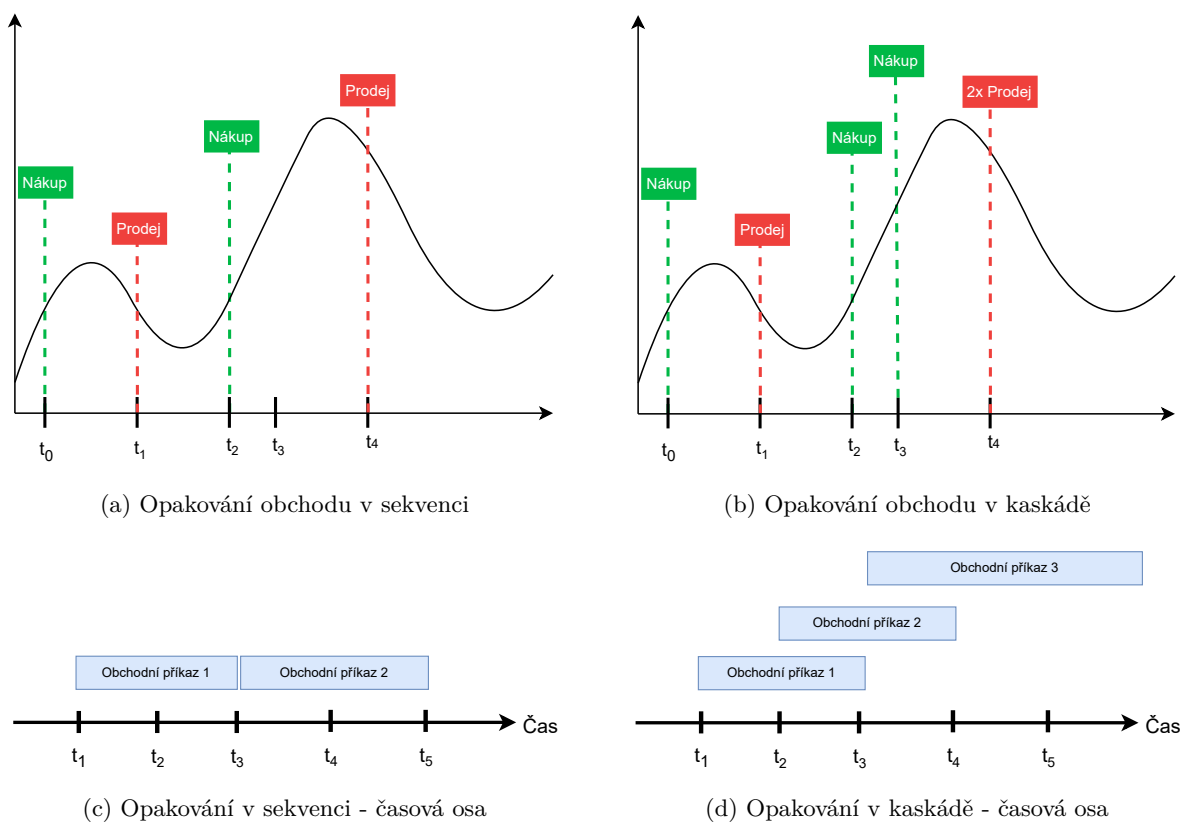 Nákup
Prodej
Nákup
Prodej
t0
t1
t2
t3
t4
(a) Opakování obchodu v sekvenci
Nákup
Prodej
Nákup
Nákup
2x Prodej
t0
t1
t2
t3
t4
(b) Opakování obchodu v kaskádě
Obchodní příkaz 1
Obchodní příkaz 2
Čas
t1
t2
t3
t4
t5
(c) Opakování v sekvenci - časová osa
Obchodní příkaz 3
Obchodní příkaz 2
Obchodní příkaz 1
Čas
t1
t2
t3
t4
t5
(d) Opakování v kaskádě - časová osa